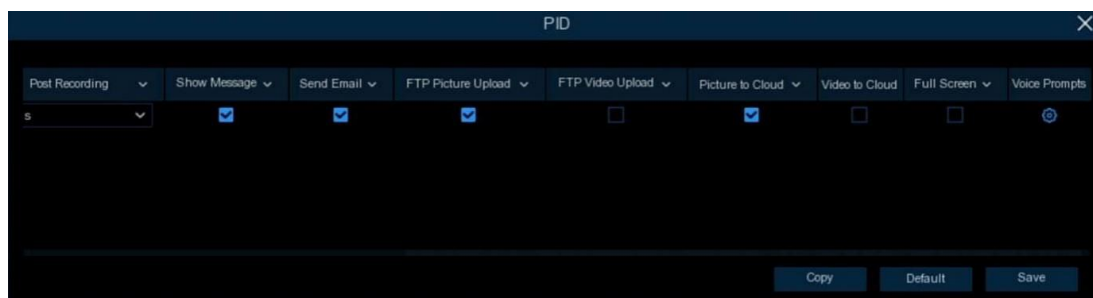 PID
Post Recording Show Message Send Email FTP Picture Upload FTP Video Upload Picture to Cloud Video to Cloud Full Screen Voice Prompts
s
Copy Default Save